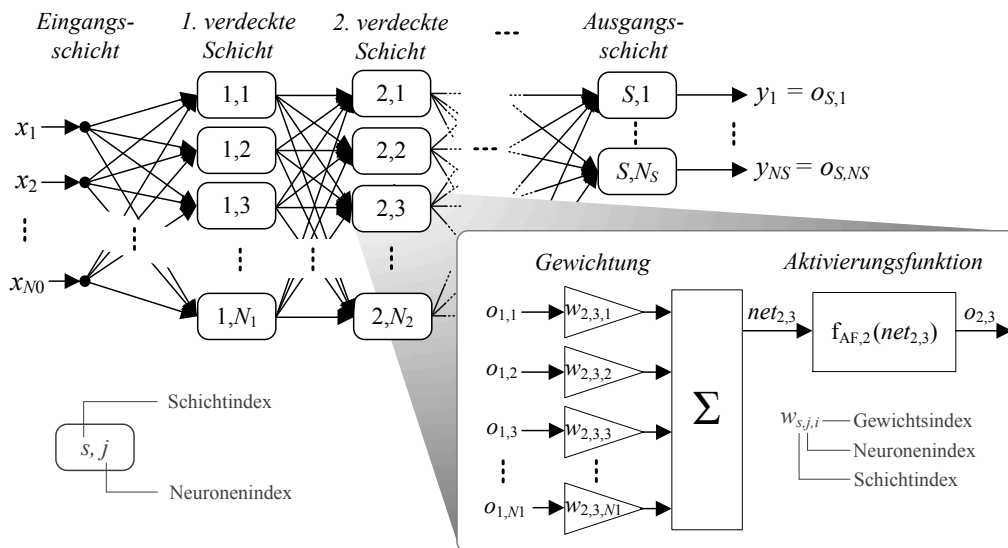 Eingangs-
schicht
1. verdeckte
Schicht
2. verdeckte
Schicht
Ausgangs-
schicht
x1
x2
xN0
1,1
1,2
1,3
1,N1
2,1
2,2
2,3
2,N2
S,1
S,NS
y1 = oS,1
yNS = oS,NS
Gewichtung
Aktivierungsfunktion
o1,1
o1,2
o1,3
o1,N1
w2,3,1
w2,3,2
w2,3,3
w2,3,N1
Σ
net2,3
fAF,2(net2,3)
o2,3
ws,j,i
Gewichtsindex
Neuronenindex
Schichtindex
Schichtindex
s, j
Neuronenindex